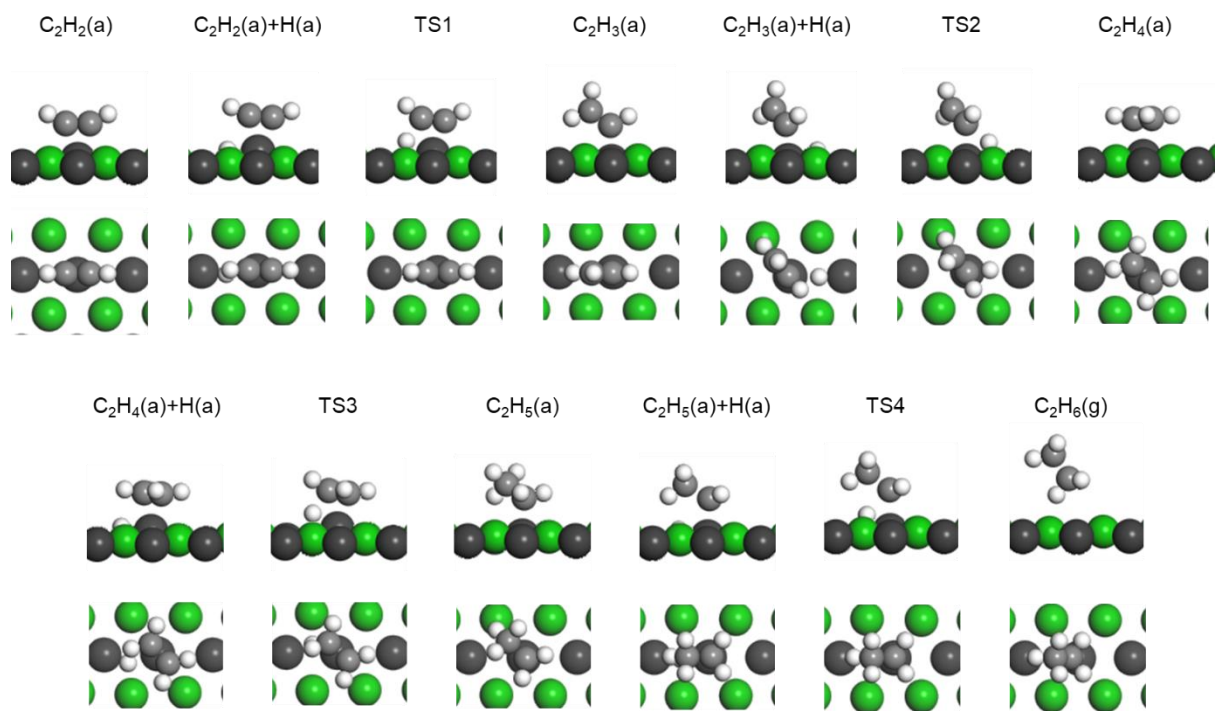 C₂H₂(a) C₂H₂(a)+H(a) TS1 C₂H₃(a) C₂H₃(a)+H(a) TS2 C₂H₄(a)
C₂H₄(a)+H(a) TS3 C₂H₅(a) C₂H₅(a)+H(a) TS4 C₂H₆(g)